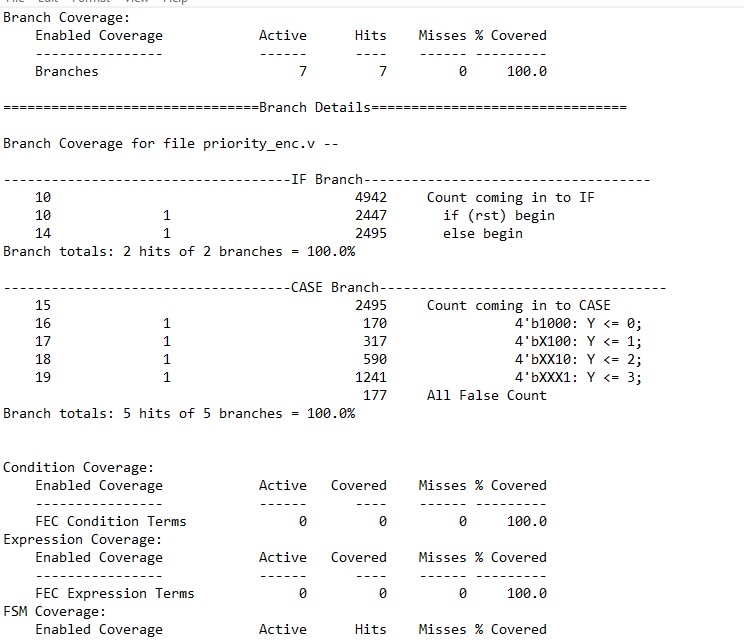 File Edit Format View Help
Branch Coverage:
    Enabled Coverage            Active      Hits    Misses % Covered
    ----------------            ------      ----    ------ ---------
    Branches                         7         7         0     100.0

================================Branch Details================================

Branch Coverage for file priority_enc.v --

------------------------------------IF Branch------------------------------------
    10                                      4942     Count coming in to IF
    10              1                       2447       if (rst) begin
    14              1                       2495       else begin
Branch totals: 2 hits of 2 branches = 100.0%

------------------------------------CASE Branch------------------------------------
    15                                      2495     Count coming in to CASE
    16              1                        170                4'b1000: Y <= 0;
    17              1                        317                4'bX100: Y <= 1;
    18              1                        590                4'bXX10: Y <= 2;
    19              1                       1241                4'bXXX1: Y <= 3;
                                             177     All False Count
Branch totals: 5 hits of 5 branches = 100.0%


Condition Coverage:
    Enabled Coverage            Active   Covered    Misses % Covered
    ----------------            ------      ----    ------ ---------
    FEC Condition Terms              0         0         0     100.0
Expression Coverage:
    Enabled Coverage            Active   Covered    Misses % Covered
    ----------------            ------      ----    ------ ---------
    FEC Expression Terms             0         0         0     100.0
FSM Coverage:
    Enabled Coverage            Active      Hits    Misses % Covered